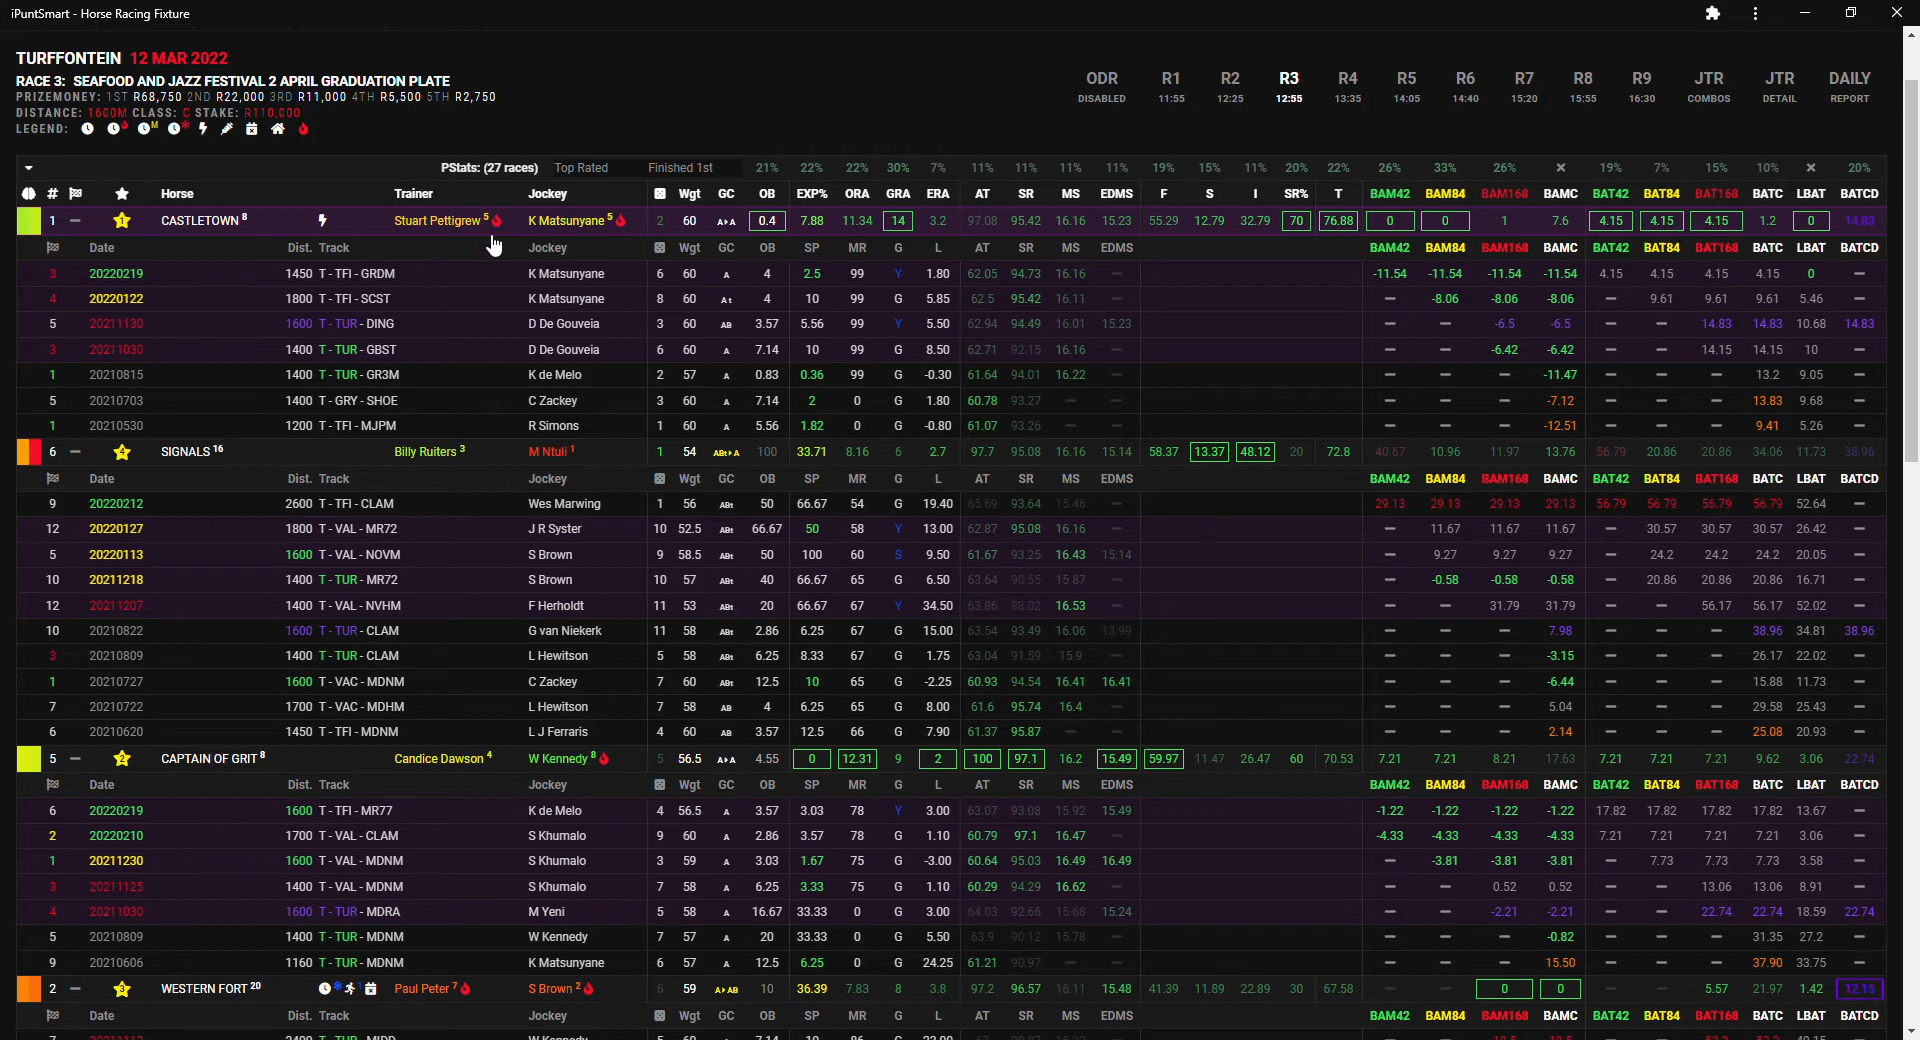 iPuntSmart - Horse Racing Fixture
TURFFONTEIN 12 MAR 2022
RACE 3: SEAFOOD AND JAZZ FESTIVAL 2 APRIL GRADUATION PLATE
PRIZEMONEY: 1ST R68,750 2ND R22,000 3RD R11,000 4TH R5,500 5TH R2,750
DISTANCE: 1600M CLASS: C STAKE: R110,000
LEGEND:
ODR R1 R2 R3 R4 R5 R6 R7 R8 R9 JTR JTR DAILY
DISABLED 11:55 12:25 12:55 13:35 14:05 14:40 15:20 15:55 16:30 COMBOS DETAIL REPORT
PStats: (27 races) Top Rated Finished 1st 21% 22% 22% 30% 7% 11% 11% 11% 11% 19% 15% 11% 20% 22% 26% 33% 26% × 19% 7% 15% 10% × 20%
# Horse Trainer Jockey Wgt GC OB EXP% ORA GRA ERA AT SR MS EDMS F S I SR% T BAM42 BAM84 BAM168 BAMC BAT42 BAT84 BAT168 BATC LBAT BATCD
1 – 1 CASTLETOWN 8 Stuart Pettigrew 5 K Matsunyane 5 2 60 A▸A 0.4 7.88 11.34 14 3.2 97.08 95.42 16.16 15.23 55.29 12.79 32.79 70 76.88 0 0 1 7.6 4.15 4.15 4.15 1.2 0 14.83
Date Dist. Track Jockey Wgt GC OB SP MR G L AT SR MS EDMS BAM42 BAM84 BAM168 BAMC BAT42 BAT84 BAT168 BATC LBAT BATCD
3 20220219 1450 T - TFI - GRDM K Matsunyane 6 60 A 4 2.5 99 Y 1.80 62.05 94.73 16.16 — -11.54 -11.54 -11.54 -11.54 4.15 4.15 4.15 4.15 0 —
4 20220122 1800 T - TFI - SCST K Matsunyane 8 60 At 4 10 99 G 5.85 62.5 95.42 16.11 — — -8.06 -8.06 -8.06 — 9.61 9.61 9.61 5.46 —
5 20211130 1600 T - TUR - DING D De Gouveia 3 60 AB 3.57 5.56 99 Y 5.50 62.94 94.49 16.01 15.23 — — -6.5 -6.5 — — 14.83 14.83 10.68 14.83
3 20211030 1400 T - TUR - GBST D De Gouveia 6 60 A 7.14 10 99 G 8.50 62.71 92.15 16.16 — — — -6.42 -6.42 — — 14.15 14.15 10 —
1 20210815 1400 T - TUR - GR3M K de Melo 2 57 A 0.83 0.36 99 G -0.30 61.64 94.01 16.22 — — — — -11.47 — — — 13.2 9.05 —
5 20210703 1400 T - GRY - SHOE C Zackey 3 60 A 7.14 2 0 G 1.80 60.78 93.27 — — — — — -7.12 — — — 13.83 9.68 —
1 20210530 1200 T - TFI - MJPM R Simons 1 60 A 5.56 1.82 0 G -0.80 61.07 93.26 — — — — — -12.51 — — — 9.41 5.26 —
6 – 4 SIGNALS 16 Billy Ruiters 3 M Ntuli 1 1 54 ABt▸A 100 33.71 8.16 6 2.7 97.7 95.08 16.16 15.14 58.37 13.37 48.12 20 72.8 40.67 10.96 11.97 13.76 56.79 20.86 20.86 34.06 11.73 38.96
Date Dist. Track Jockey Wgt GC OB SP MR G L AT SR MS EDMS BAM42 BAM84 BAM168 BAMC BAT42 BAT84 BAT168 BATC LBAT BATCD
9 20220212 2600 T - TFI - CLAM Wes Marwing 1 56 ABt 50 66.67 54 G 19.40 65.69 93.64 15.46 — 29.13 29.13 29.13 29.13 56.79 56.79 56.79 56.79 52.64 —
12 20220127 1800 T - VAL - MR72 J R Syster 10 52.5 ABt 66.67 50 58 Y 13.00 62.87 95.08 16.16 — — 11.67 11.67 11.67 — 30.57 30.57 30.57 26.42 —
5 20220113 1600 T - VAL - NOVM S Brown 9 58.5 ABt 50 100 60 S 9.50 61.67 93.25 16.43 15.14 — 9.27 9.27 9.27 — 24.2 24.2 24.2 20.05 —
10 20211218 1400 T - TUR - MR72 S Brown 10 57 ABt 40 66.67 65 G 6.50 63.64 90.55 15.87 — — -0.58 -0.58 -0.58 — 20.86 20.86 20.86 16.71 —
12 20211207 1400 T - VAL - NVHM F Herholdt 11 53 ABt 20 66.67 67 Y 34.50 63.86 88.02 16.53 — — — 31.79 31.79 — — 56.17 56.17 52.02 —
10 20210822 1600 T - TUR - CLAM G van Niekerk 11 58 ABt 2.86 6.25 67 G 15.00 63.54 93.49 16.06 13.99 — — — 7.98 — — — 38.96 34.81 38.96
3 20210809 1400 T - TUR - CLAM L Hewitson 5 58 ABt 6.25 8.33 67 G 1.75 63.04 91.59 15.9 — — — — -3.15 — — — 26.17 22.02 —
1 20210727 1600 T - VAC - MDNM C Zackey 7 60 ABt 12.5 10 65 G -2.25 60.93 94.54 16.41 16.41 — — — -6.44 — — — 15.88 11.73 —
7 20210722 1700 T - VAC - MDHM L Hewitson 7 58 AB 4 6.25 65 G 8.00 61.6 95.74 16.4 — — — — 5.04 — — — 29.58 25.43 —
6 20210620 1450 T - TFI - MDNM L J Ferraris 4 60 AB 3.57 12.5 66 G 7.90 61.37 95.87 — — — — — 2.14 — — — 25.08 20.93 —
5 – 2 CAPTAIN OF GRIT 8 Candice Dawson 4 W Kennedy 8 5 56.5 A▸A 4.55 0 12.31 9 2 100 97.1 16.2 15.49 59.97 11.47 26.47 60 70.53 7.21 7.21 8.21 17.63 7.21 7.21 7.21 9.62 3.06 22.74
Date Dist. Track Jockey Wgt GC OB SP MR G L AT SR MS EDMS BAM42 BAM84 BAM168 BAMC BAT42 BAT84 BAT168 BATC LBAT BATCD
6 20220219 1600 T - TFI - MR77 K de Melo 4 56.5 A 3.57 3.03 78 Y 3.00 63.07 93.08 15.92 15.49 -1.22 -1.22 -1.22 -1.22 17.82 17.82 17.82 17.82 13.67 —
2 20220210 1700 T - VAL - CLAM S Khumalo 9 60 A 2.86 3.57 78 G 1.10 60.79 97.1 16.47 — -4.33 -4.33 -4.33 -4.33 7.21 7.21 7.21 7.21 3.06 —
1 20211230 1600 T - VAL - MDNM S Khumalo 3 59 A 3.03 1.67 75 G -3.00 60.64 95.03 16.49 16.49 — -3.81 -3.81 -3.81 — 7.73 7.73 7.73 3.58 —
3 20211125 1400 T - VAL - MDNM S Khumalo 7 58 A 6.25 3.33 75 G 1.10 60.29 94.29 16.62 — — — 0.52 0.52 — — 13.06 13.06 8.91 —
4 20211030 1600 T - TUR - MDRA M Yeni 5 58 A 16.67 33.33 0 G 3.00 64.03 92.66 15.68 15.24 — — -2.21 -2.21 — — 22.74 22.74 18.59 22.74
5 20210809 1400 T - TUR - MDNM W Kennedy 7 57 A 20 33.33 0 G 5.50 63.9 90.12 15.78 — — — — -0.82 — — — 31.35 27.2 —
9 20210606 1160 T - TUR - MDNM K Matsunyane 6 57 A 12.5 6.25 0 G 24.25 61.21 90.97 — — — — — 15.50 — — — 37.90 33.75 —
2 – 3 WESTERN FORT 20 Paul Peter 7 S Brown 2 6 59 A▸AB 10 36.39 7.83 8 3.8 97.2 96.57 16.11 15.48 41.39 11.89 22.89 30 67.58 — — 0 0 — — 5.57 21.97 1.42 12.15
Date Dist. Track Jockey Wgt GC OB SP MR G L AT SR MS EDMS BAM42 BAM84 BAM168 BAMC BAT42 BAT84 BAT168 BATC LBAT BATCD